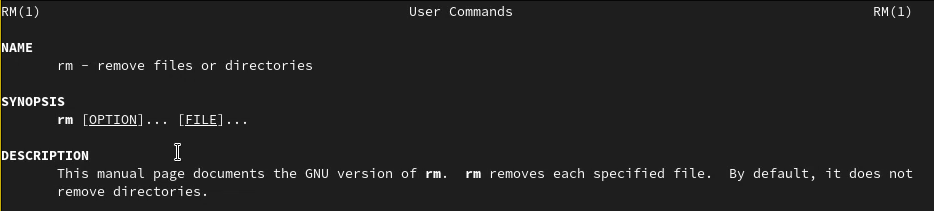 RM(1) User Commands RM(1)
NAME
rm - remove files or directories
SYNOPSIS
rm [OPTION]... [FILE]...
DESCRIPTION
This manual page documents the GNU version of rm. rm removes each specified file. By default, it does not
remove directories.